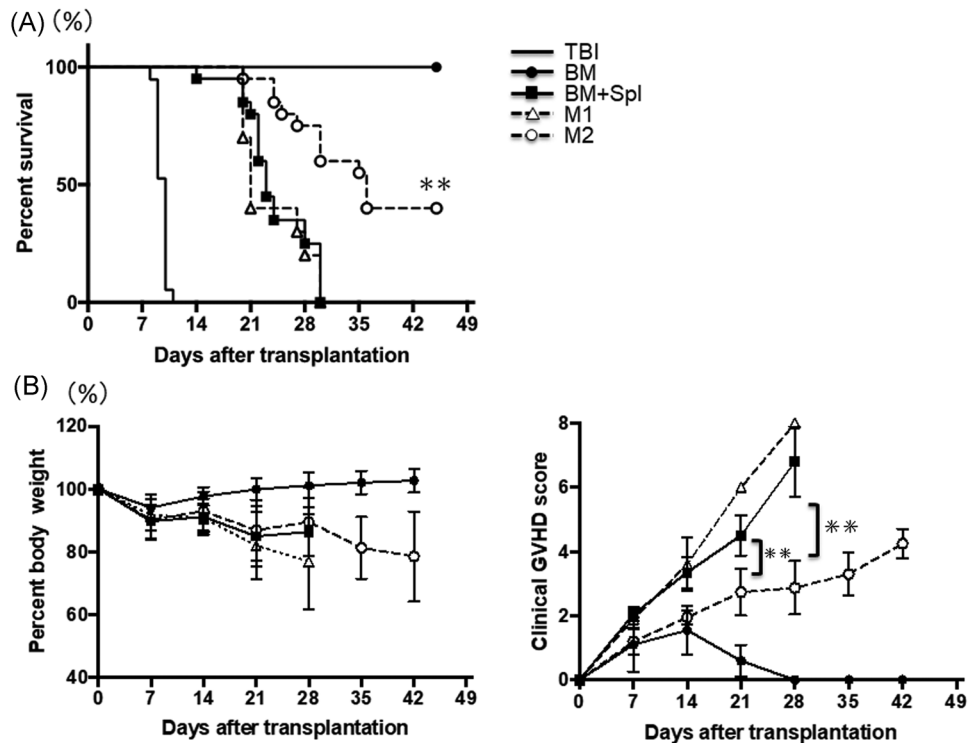 (A) (%)
Percent survival
100
50
0
0 7 14 21 28 35 42 49
Days after transplantation
**
TBI
BM
BM+Spl
M1
M2
(B) (%)
Percent body weight
120
100
80
60
40
0 7 14 21 28 35 42 49
Days after transplantation
Clinical GVHD score
8
6
4
2
0
0 7 14 21 28 35 42 49
Days after transplantation
**
**